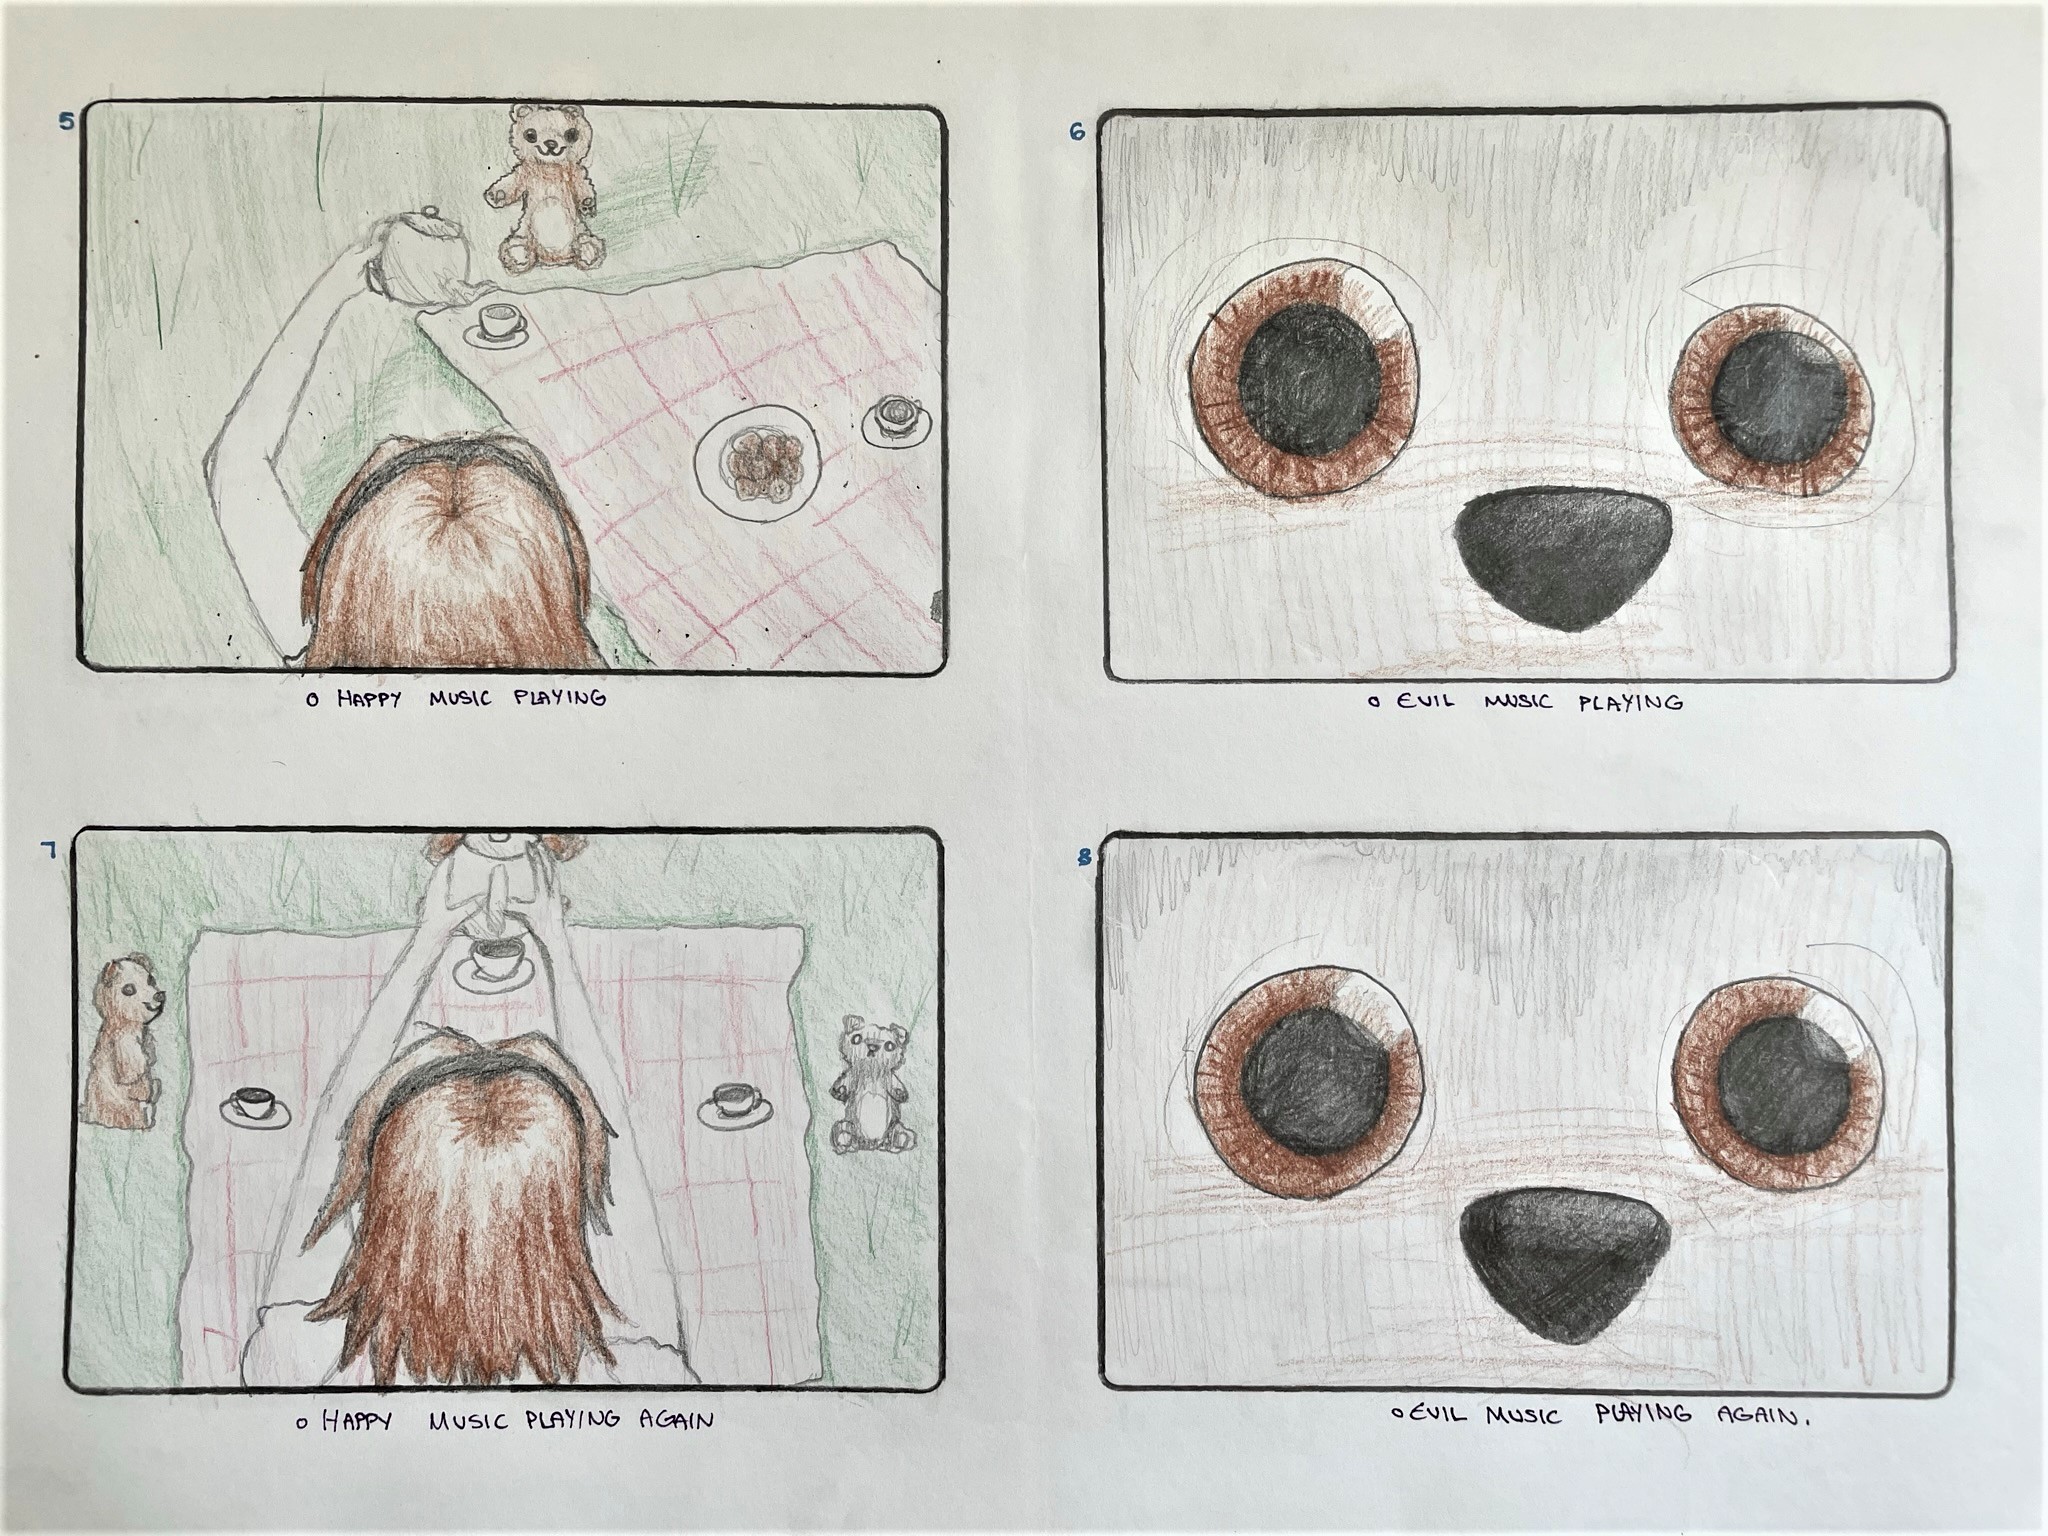 5
6
o HAPPY MUSIC PLAYING
o EVIL MUSIC PLAYING
7
8
o HAPPY MUSIC PLAYING AGAIN
o EVIL MUSIC PLAYING AGAIN.